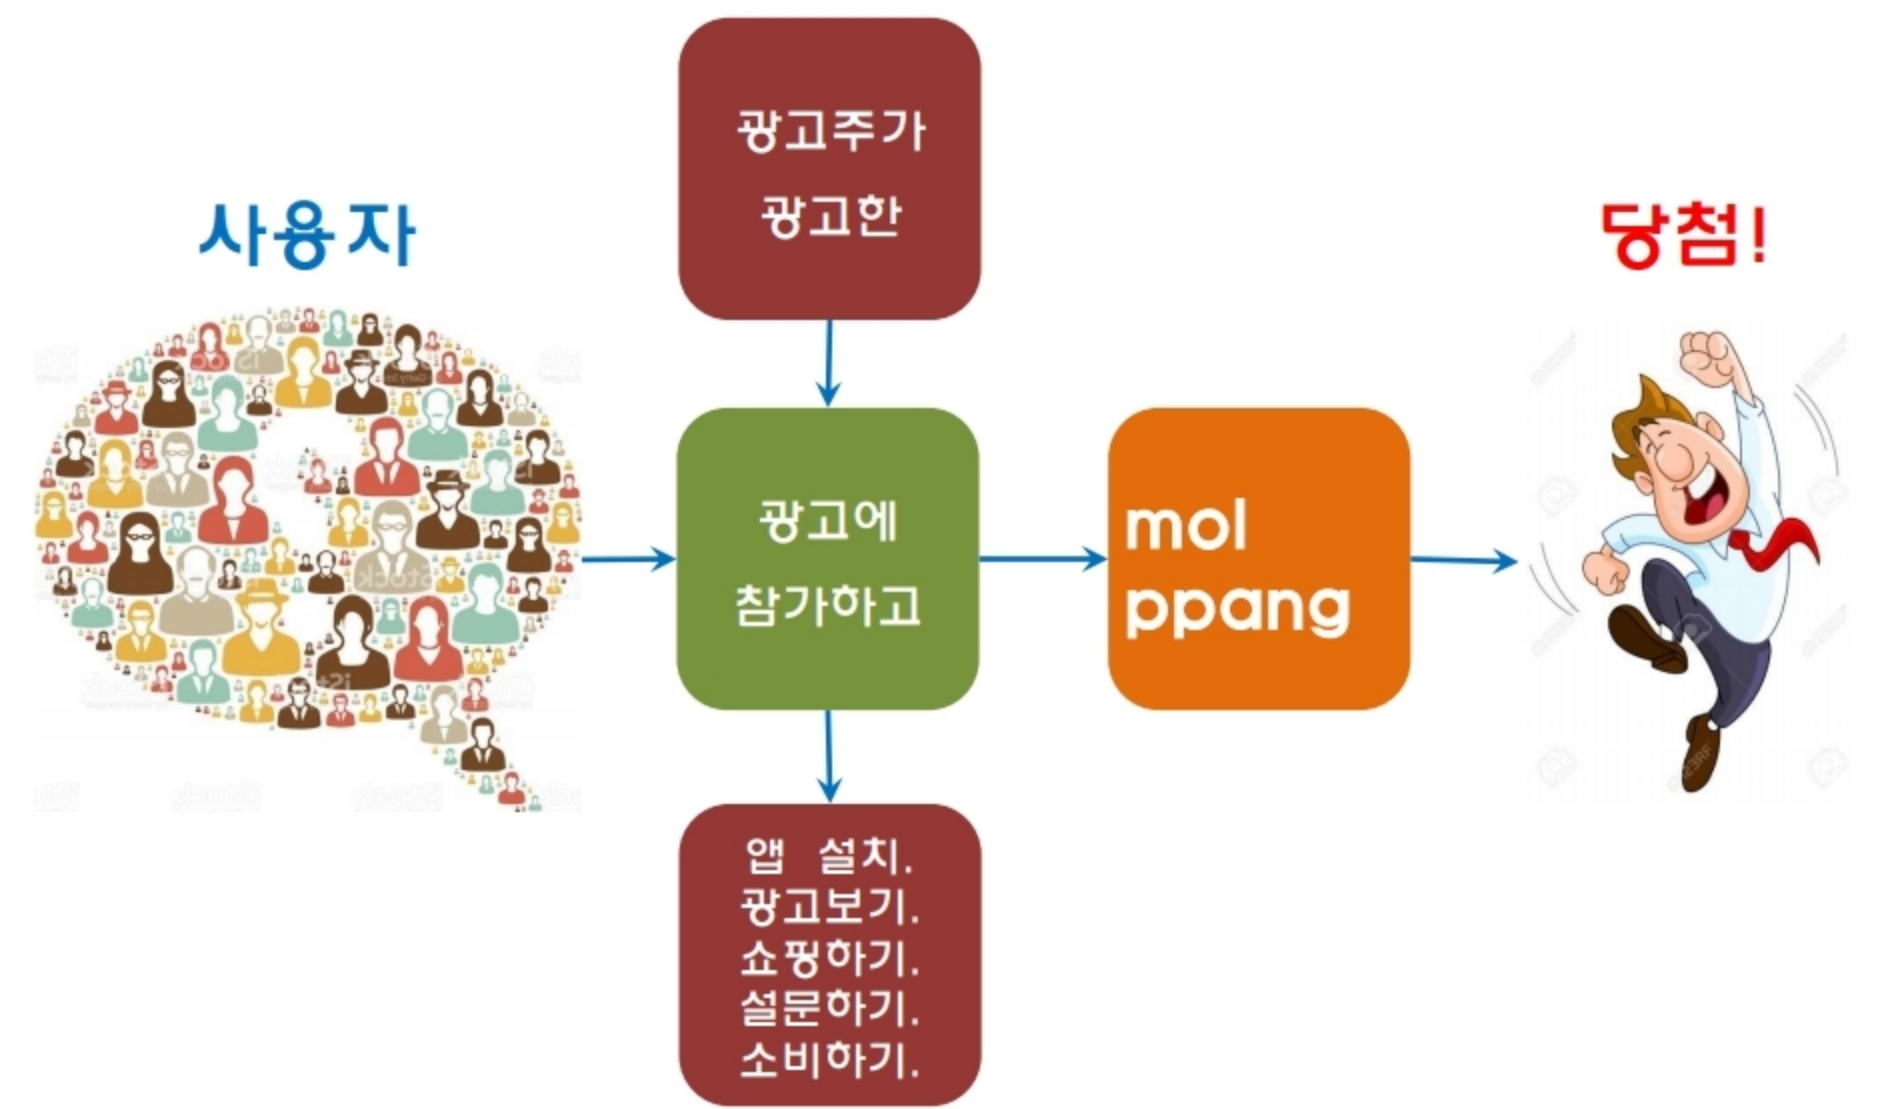 사용자
광고주가
광고한
광고에
참가하고
mol
ppang
당첨!
앱 설치.
광고보기.
쇼핑하기.
설문하기.
소비하기.